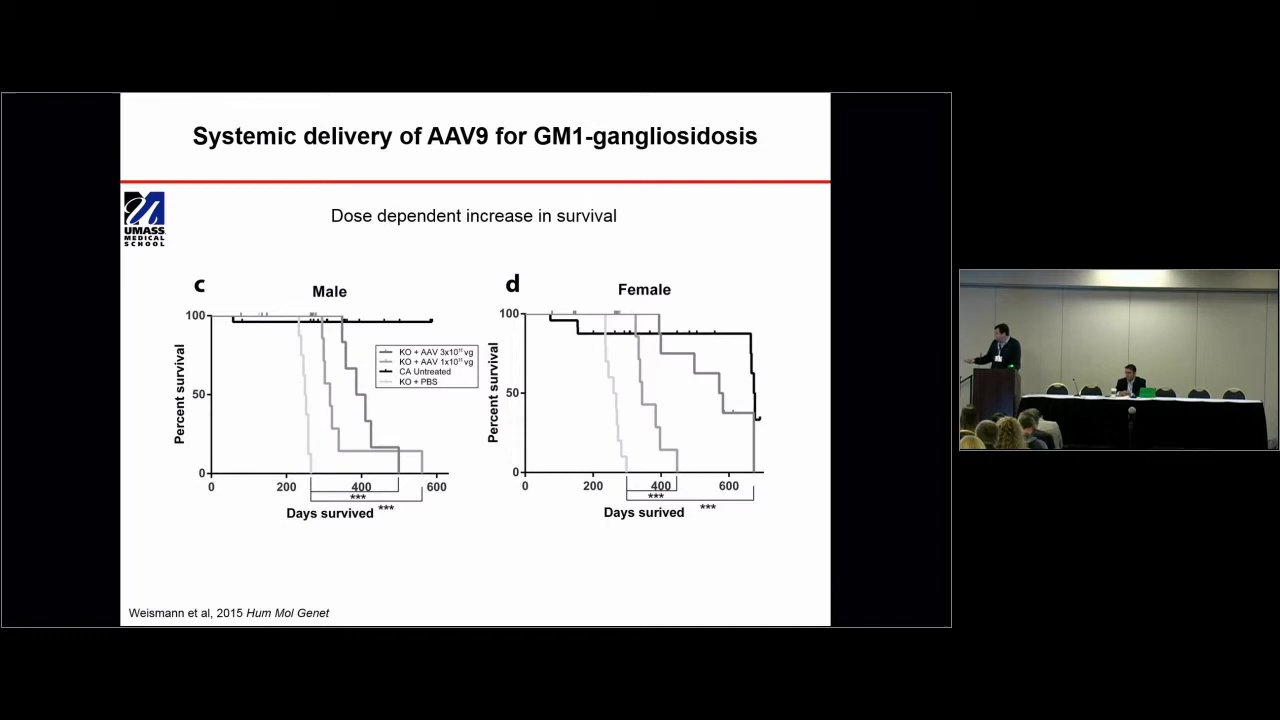 Systemic delivery of AAV9 for GM1-gangliosidosis
UMASS
MEDICAL
SCHOOL
Dose dependent increase in survival
c
Male
Percent survival
100
50
0
0 200 400 600
***
***
Days survived
KO + AAV 3x10¹¹ vg
KO + AAV 1x10¹¹ vg
CA Untreated
KO + PBS
d
Female
Percent survival
100
50
0
0 200 400 600
***
***
Days surived
Weismann et al, 2015 Hum Mol Genet